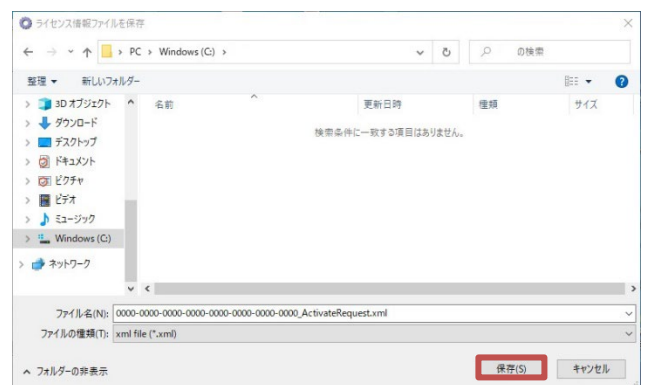 ライセンス情報ファイルを保存
PC > Windows (C:) >
の検索
整理
新しいフォルダー
名前
更新日時
種類
サイズ
3D オブジェクト
ダウンロード
デスクトップ
ドキュメント
ピクチャ
ビデオ
ミュージック
Windows (C:)
ネットワーク
検索条件に一致する項目はありません。
ファイル名(N): 0000-0000-0000-0000-0000-0000-0000-0000_ActivateRequest.xml
ファイルの種類(T): xml file (*.xml)
フォルダーの非表示
保存(S)
キャンセル